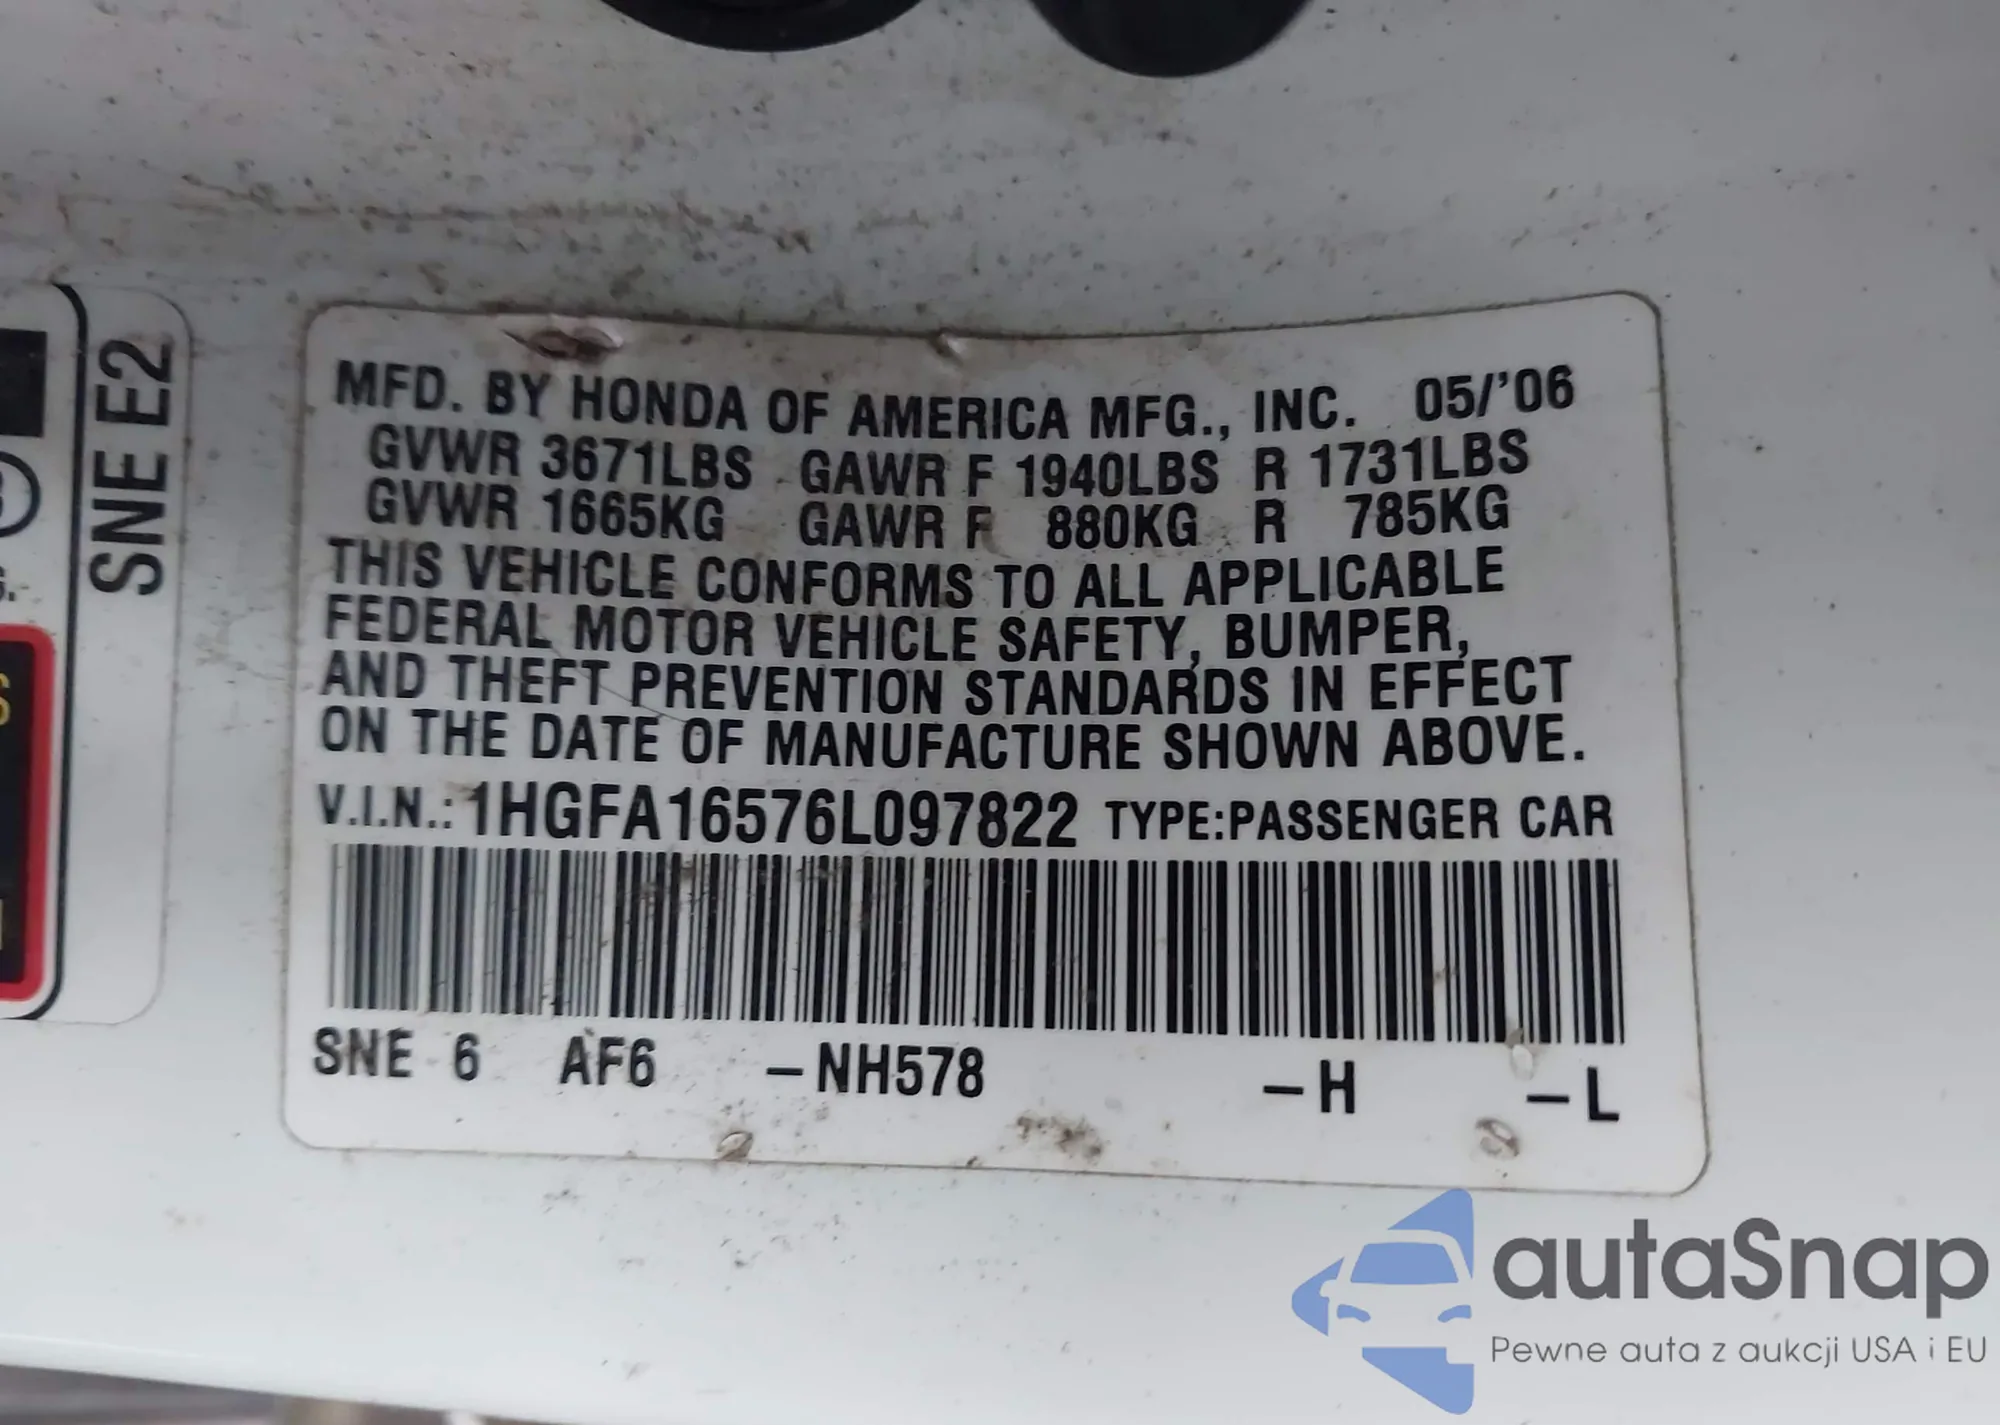 SNE E2
MFD. BY HONDA OF AMERICA MFG., INC. 05/'06
GVWR 3671LBS GAWR F 1940LBS R 1731LBS
GVWR 1665KG GAWR F 880KG R 785KG
THIS VEHICLE CONFORMS TO ALL APPLICABLE
FEDERAL MOTOR VEHICLE SAFETY, BUMPER,
AND THEFT PREVENTION STANDARDS IN EFFECT
ON THE DATE OF MANUFACTURE SHOWN ABOVE.
V.I.N.: 1HGFA16576L097822 TYPE:PASSENGER CAR
SNE 6 AF6 –NH578 –H –L
autaSnap
Pewne auta z aukcji USA i EU